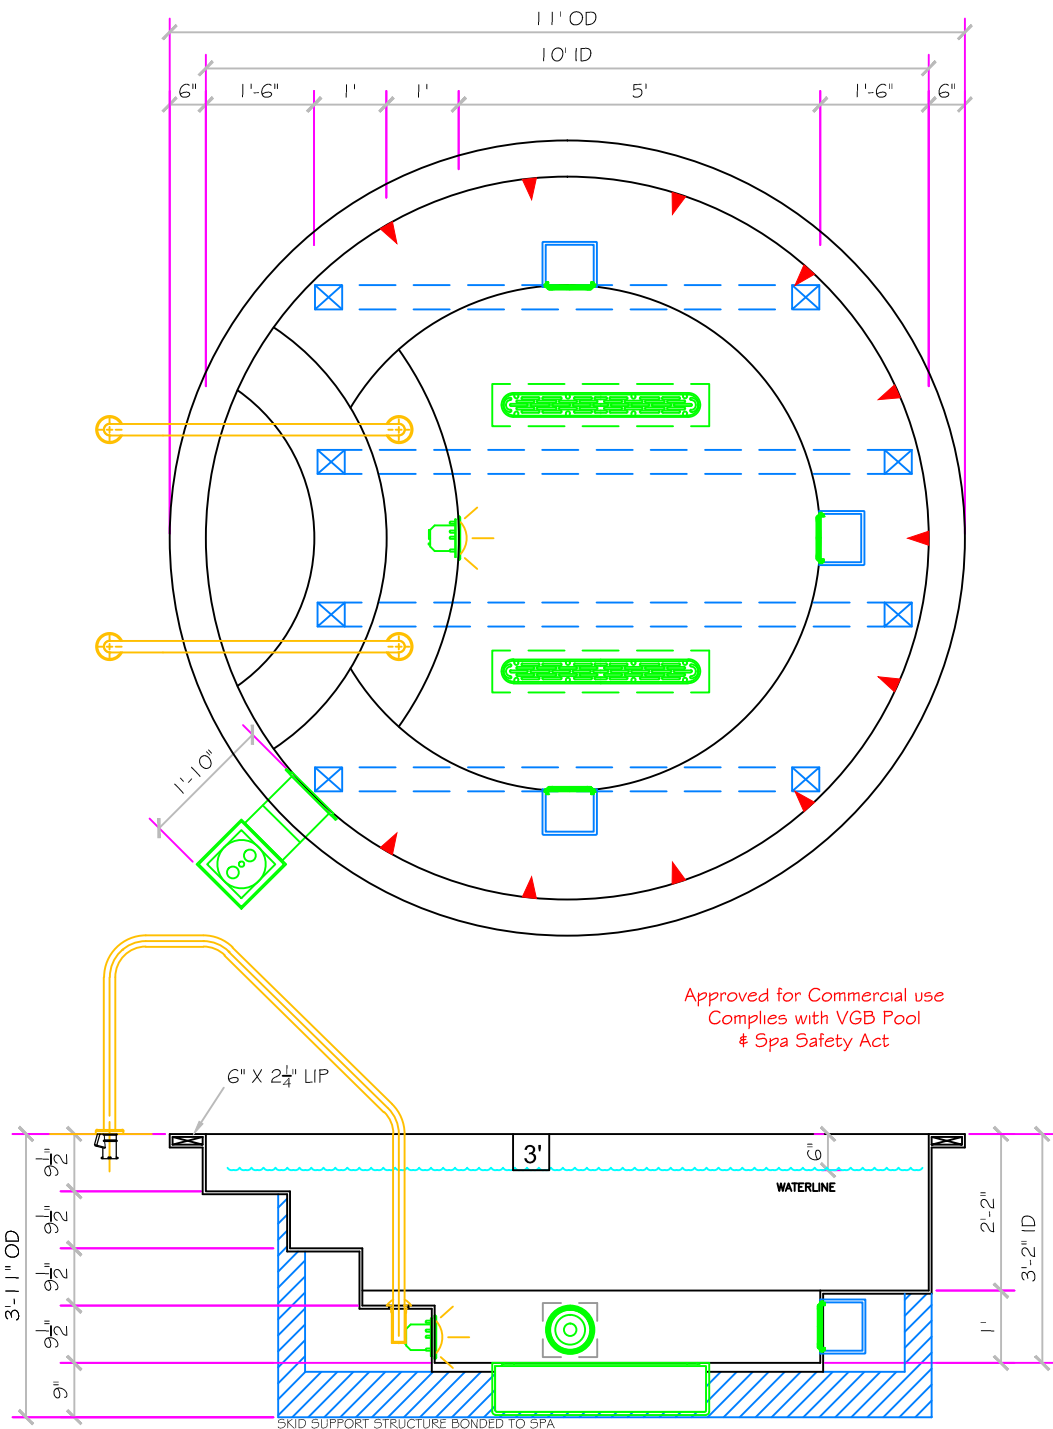 11' OD
10' ID
6" 1'-6" 1' 1' 5' 1'-6" 6"
1'-10"
Approved for Commercial use
Complies with VGB Pool
& Spa Safety Act
6" X 2¼" LIP
3'
6"
WATERLINE
9½"
9½"
9½"
9½"
9"
3'-11" OD
2'-2"
1'
3'-2" ID
SKID SUPPORT STRUCTURE BONDED TO SPA